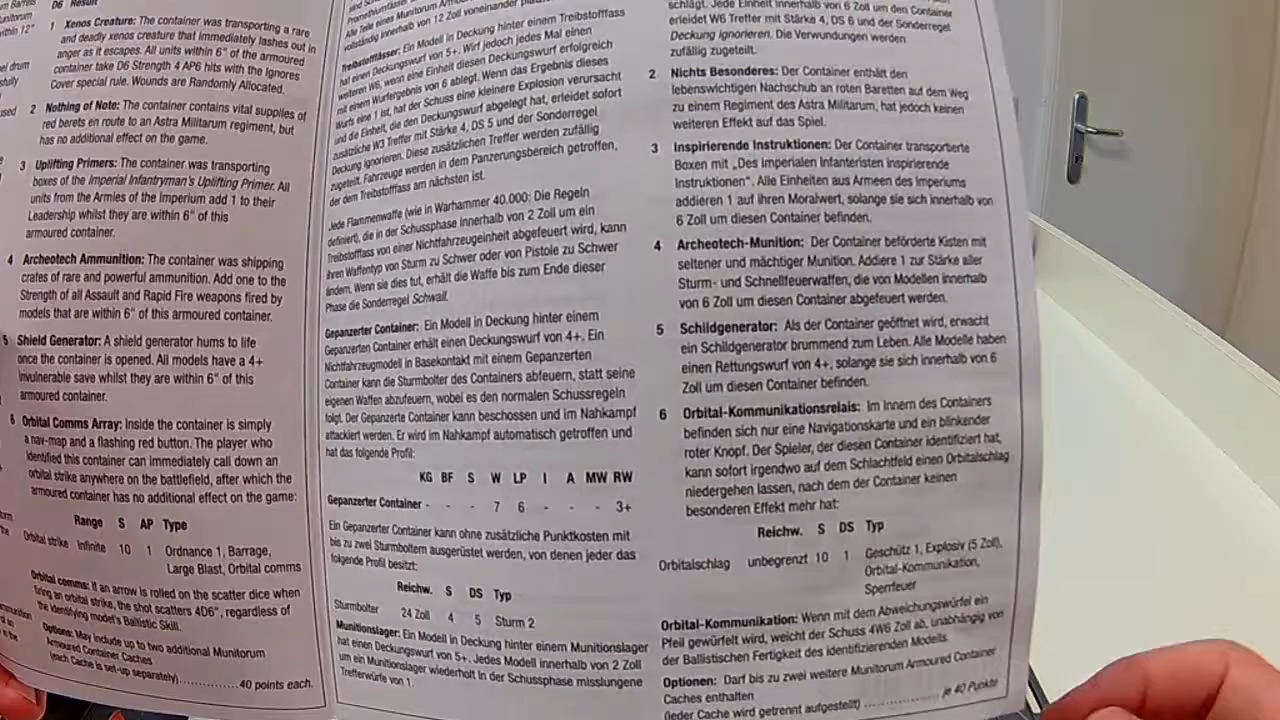 D6 Result
1 Xenos Creature: The container was transporting a rare
and deadly xenos creature that immediately lashes out in
anger as it escapes. All units within 6" of the armoured
container take D6 Strength 4 AP6 hits with the Ignores
Cover special rule. Wounds are Randomly Allocated.
2 Nothing of Note: The container contains vital supplies of
red berets en route to an Astra Militarum regiment, but
has no additional effect on the game.
3 Uplifting Primers: The container was transporting
boxes of the Imperial Infantryman's Uplifting Primer. All
units from the Armies of the Imperium add 1 to their
Leadership whilst they are within 6" of this
armoured container.
4 Archeotech Ammunition: The container was shipping
crates of rare and powerful ammunition. Add one to the
Strength of all Assault and Rapid Fire weapons fired by
models that are within 6" of this armoured container.
5 Shield Generator: A shield generator hums to life
once the container is opened. All models have a 4+
invulnerable save whilst they are within 6" of this
armoured container.
6 Orbital Comms Array: Inside the container is simply
a nav-map and a flashing red button. The player who
identified this container can immediately call down an
orbital strike anywhere on the battlefield, after which the
armoured container has no additional effect on the game:
Range S AP Type
Orbital strike Infinite 10 1 Ordnance 1, Barrage,
Large Blast, Orbital comms
Orbital comms: If an arrow is rolled on the scatter dice when
firing an orbital strike, the shot scatters 4D6", regardless of
the identifying model's Ballistic Skill.
Options: May include up to two additional Munitorum
Armoured Container Caches
(each Cache is set-up separately)...............40 points each.
Alle Teile eines Munitorum
vollständig innerhalb von 12 Zoll voneinander
Treibstofffässer: Ein Modell in Deckung hinter einem Treibstofffass
hat einen Deckungswurf von 5+. Wirf jedoch jedes Mal einen
weiteren W6, wenn eine Einheit diesen Deckungswurf erfolgreich
mit einem Wurfergebnis von 6 ablegt. Wenn das Ergebnis dieses
Wurfs eine 1 ist, hat der Schuss eine kleinere Explosion verursacht
und die Einheit, die den Deckungswurf abgelegt hat, erleidet sofort
zusätzliche W3 Treffer mit Stärke 4, DS 5 und der Sonderregel
Deckung Ignorieren. Diese zusätzlichen Treffer werden zufällig
zugeteilt. Fahrzeuge werden in dem Panzerungsbereich getroffen,
der dem Treibstofffass am nächsten ist.
Jede Flammenwaffe (wie in Warhammer 40.000: Die Regeln
definiert), die in der Schussphase innerhalb von 2 Zoll um ein
Treibstofffass von einer Nichtfahrzeugeinheit abgefeuert wird, kann
ihren Waffentyp von Sturm zu Schwer oder von Pistole zu Schwer
ändern. Wenn sie dies tut, erhält die Waffe bis zum Ende dieser
Phase die Sonderregel Schwall.
Gepanzerter Container: Ein Modell in Deckung hinter einem
Gepanzerten Container erhält einen Deckungswurf von 4+. Ein
Nichtfahrzeugmodell in Basekontakt mit einem Gepanzerten
Container kann die Sturmbolter des Containers abfeuern, statt seine
eigenen Waffen abzufeuern, wobei es den normalen Schussregeln
folgt. Der Gepanzerte Container kann beschossen und im Nahkampf
attackiert werden. Er wird im Nahkampf automatisch getroffen und
hat das folgende Profil:
KG BF S W LP I A MW RW
Gepanzerter Container - - - 7 6 - - - 3+
Ein Gepanzerter Container kann ohne zusätzliche Punktkosten mit
bis zu zwei Sturmboltern ausgerüstet werden, von denen jeder das
folgende Profil besitzt:
Reichw. S DS Typ
Sturmbolter 24 Zoll 4 5 Sturm 2
Munitionslager: Ein Modell in Deckung hinter einem Munitionslager
hat einen Deckungswurf von 5+. Jedes Modell innerhalb von 2 Zoll
um ein Munitionslager wiederholt in der Schussphase misslungene
Trefferwürfe von 1.
schlägt. Jede Einheit innerhalb von 6 Zoll um den Container
erleidet W6 Treffer mit Stärke 4, DS 6 und der Sonderregel
Deckung Ignorieren. Die Verwundungen werden
zufällig zugeteilt.
2 Nichts Besonderes: Der Container enthält den
lebenswichtigen Nachschub an roten Baretten auf dem Weg
zu einem Regiment des Astra Militarum, hat jedoch keinen
weiteren Effekt auf das Spiel.
3 Inspirierende Instruktionen: Der Container transportierte
Boxen mit „Des Imperialen Infanteristen inspirierende
Instruktionen“. Alle Einheiten aus Armeen des Imperiums
addieren 1 auf ihren Moralwert, solange sie sich innerhalb von
6 Zoll um diesen Container befinden.
4 Archeotech-Munition: Der Container beförderte Kisten mit
seltener und mächtiger Munition. Addiere 1 zur Stärke aller
Sturm- und Schnellfeuerwaffen, die von Modellen innerhalb
von 6 Zoll um diesen Container abgefeuert werden.
5 Schildgenerator: Als der Container geöffnet wird, erwacht
ein Schildgenerator brummend zum Leben. Alle Modelle haben
einen Rettungswurf von 4+, solange sie sich innerhalb von 6
Zoll um diesen Container befinden.
6 Orbital-Kommunikationsrelais: Im Innern des Containers
befinden sich nur eine Navigationskarte und ein blinkender
roter Knopf. Der Spieler, der diesen Container identifiziert hat,
kann sofort irgendwo auf dem Schlachtfeld einen Orbitalschlag
niedergehen lassen, nach dem der Container keinen
besonderen Effekt mehr hat:
Reichw. S DS Typ
Orbitalschlag unbegrenzt 10 1 Geschütz 1, Explosiv (5 Zoll),
Orbital-Kommunikation,
Sperrfeuer
Orbital-Kommunikation: Wenn mit dem Abweichungswürfel ein
Pfeil gewürfelt wird, weicht der Schuss 4W6 Zoll ab, unabhängig von
der Ballistischen Fertigkeit des identifizierenden Modells.
Optionen: Darf bis zu zwei weitere Munitorum Armoured Container
Caches enthalten
(jeder Cache wird getrennt aufgestellt) .................. je 40 Punkte